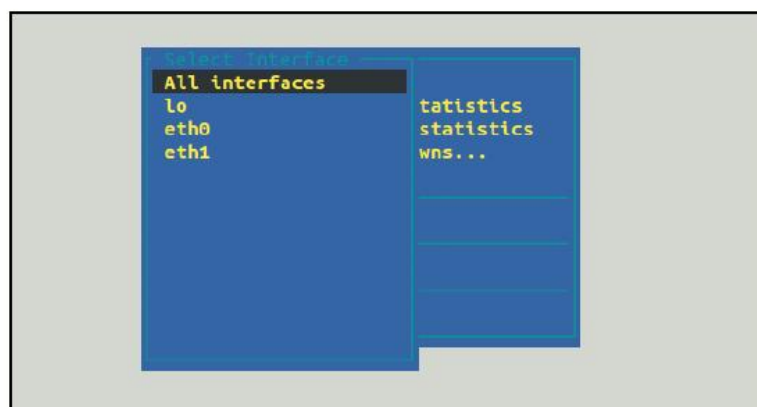 Select Interface
All interfaces
lo
tatistics
eth0
statistics
eth1
wns...